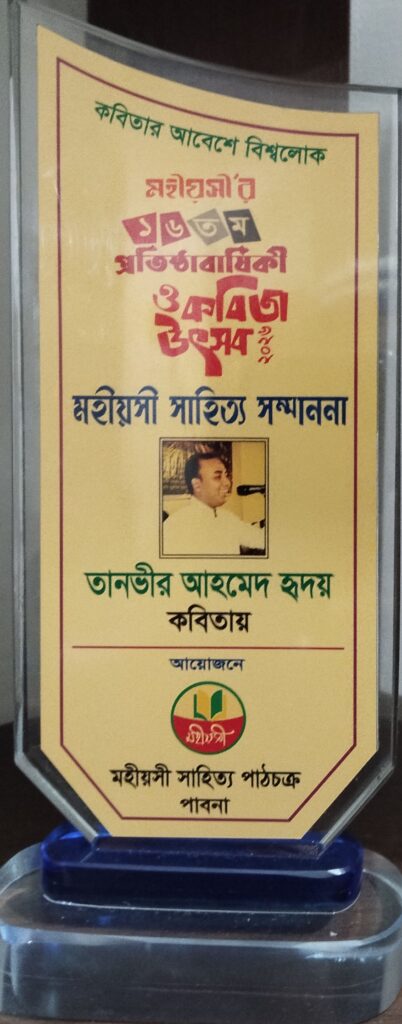 কবিতার আবেশে বিশ্বলোক
মহীয়সী'র
১৬তম
প্রতিষ্ঠাবার্ষিকী
ও কবিতা
উৎসব ২০২৬
মহীয়সী সাহিত্য সম্মাননা
তানভীর আহমেদ হৃদয়
কবিতায়
আয়োজনে
মহীয়সী
মহীয়সী সাহিত্য পাঠচক্র
পাবনা